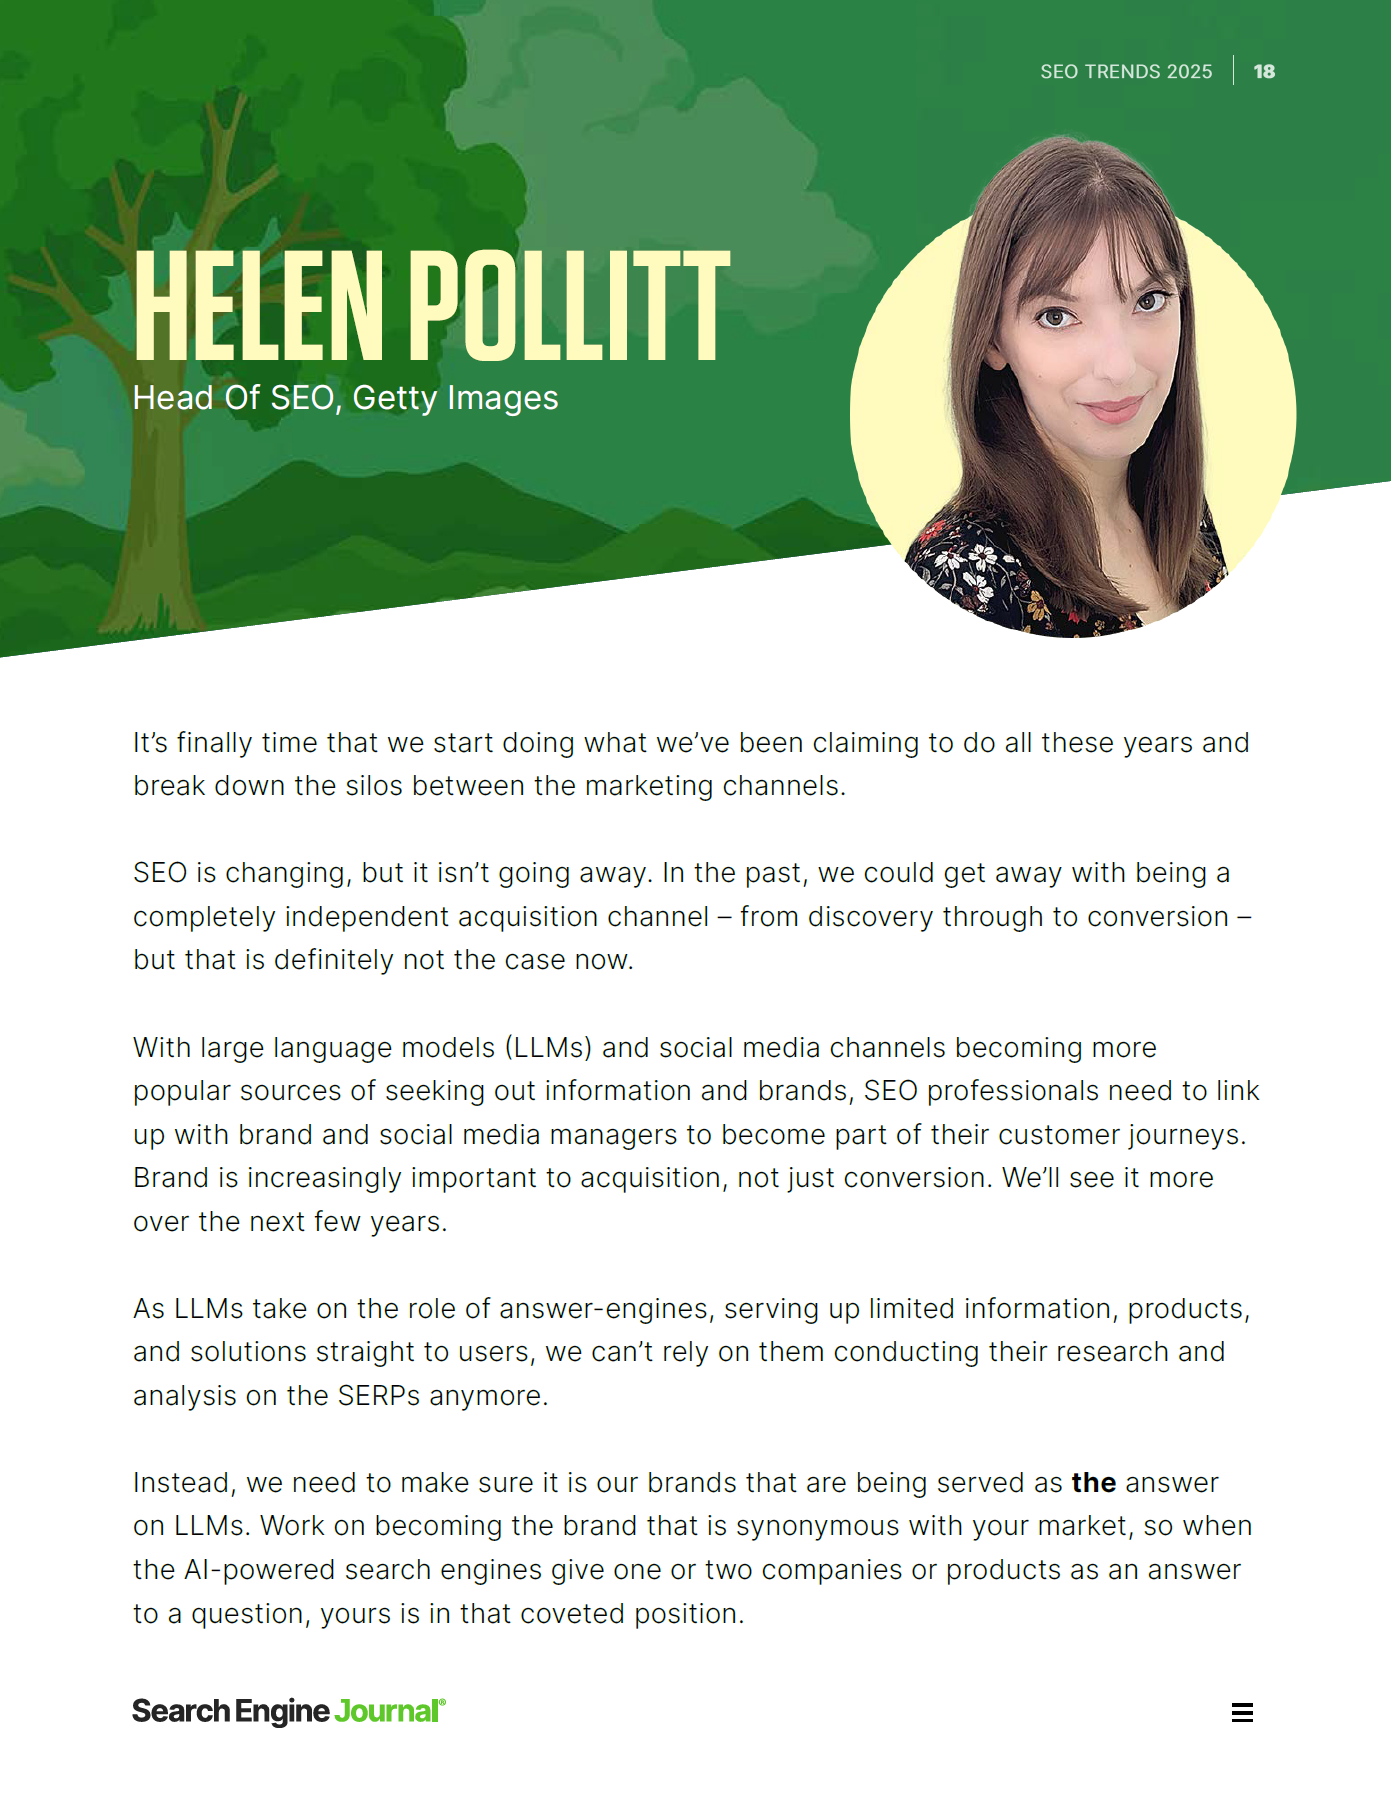 SEO TRENDS 2025 18
HELEN POLLITT
Head Of SEO, Getty Images
It’s finally time that we start doing what we’ve been claiming to do all these years and
break down the silos between the marketing channels.
SEO is changing, but it isn’t going away. In the past, we could get away with being a
completely independent acquisition channel – from discovery through to conversion –
but that is definitely not the case now.
With large language models (LLMs) and social media channels becoming more
popular sources of seeking out information and brands, SEO professionals need to link
up with brand and social media managers to become part of their customer journeys.
Brand is increasingly important to acquisition, not just conversion. We’ll see it more
over the next few years.
As LLMs take on the role of answer-engines, serving up limited information, products,
and solutions straight to users, we can’t rely on them conducting their research and
analysis on the SERPs anymore.
Instead, we need to make sure it is our brands that are being served as the answer
on LLMs. Work on becoming the brand that is synonymous with your market, so when
the AI-powered search engines give one or two companies or products as an answer
to a question, yours is in that coveted position.
Search Engine Journal®